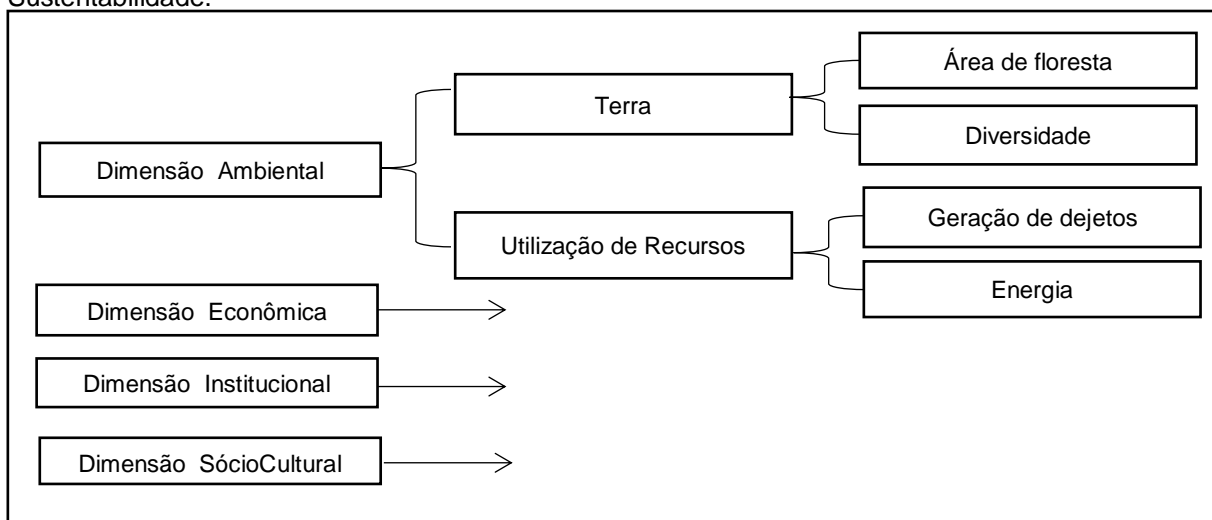 Sustentabilidade.
Área de floresta
Terra
Diversidade
Dimensão Ambiental
Geração de dejetos
Utilização de Recursos
Energia
Dimensão Econômica
Dimensão Institucional
Dimensão SócioCultural